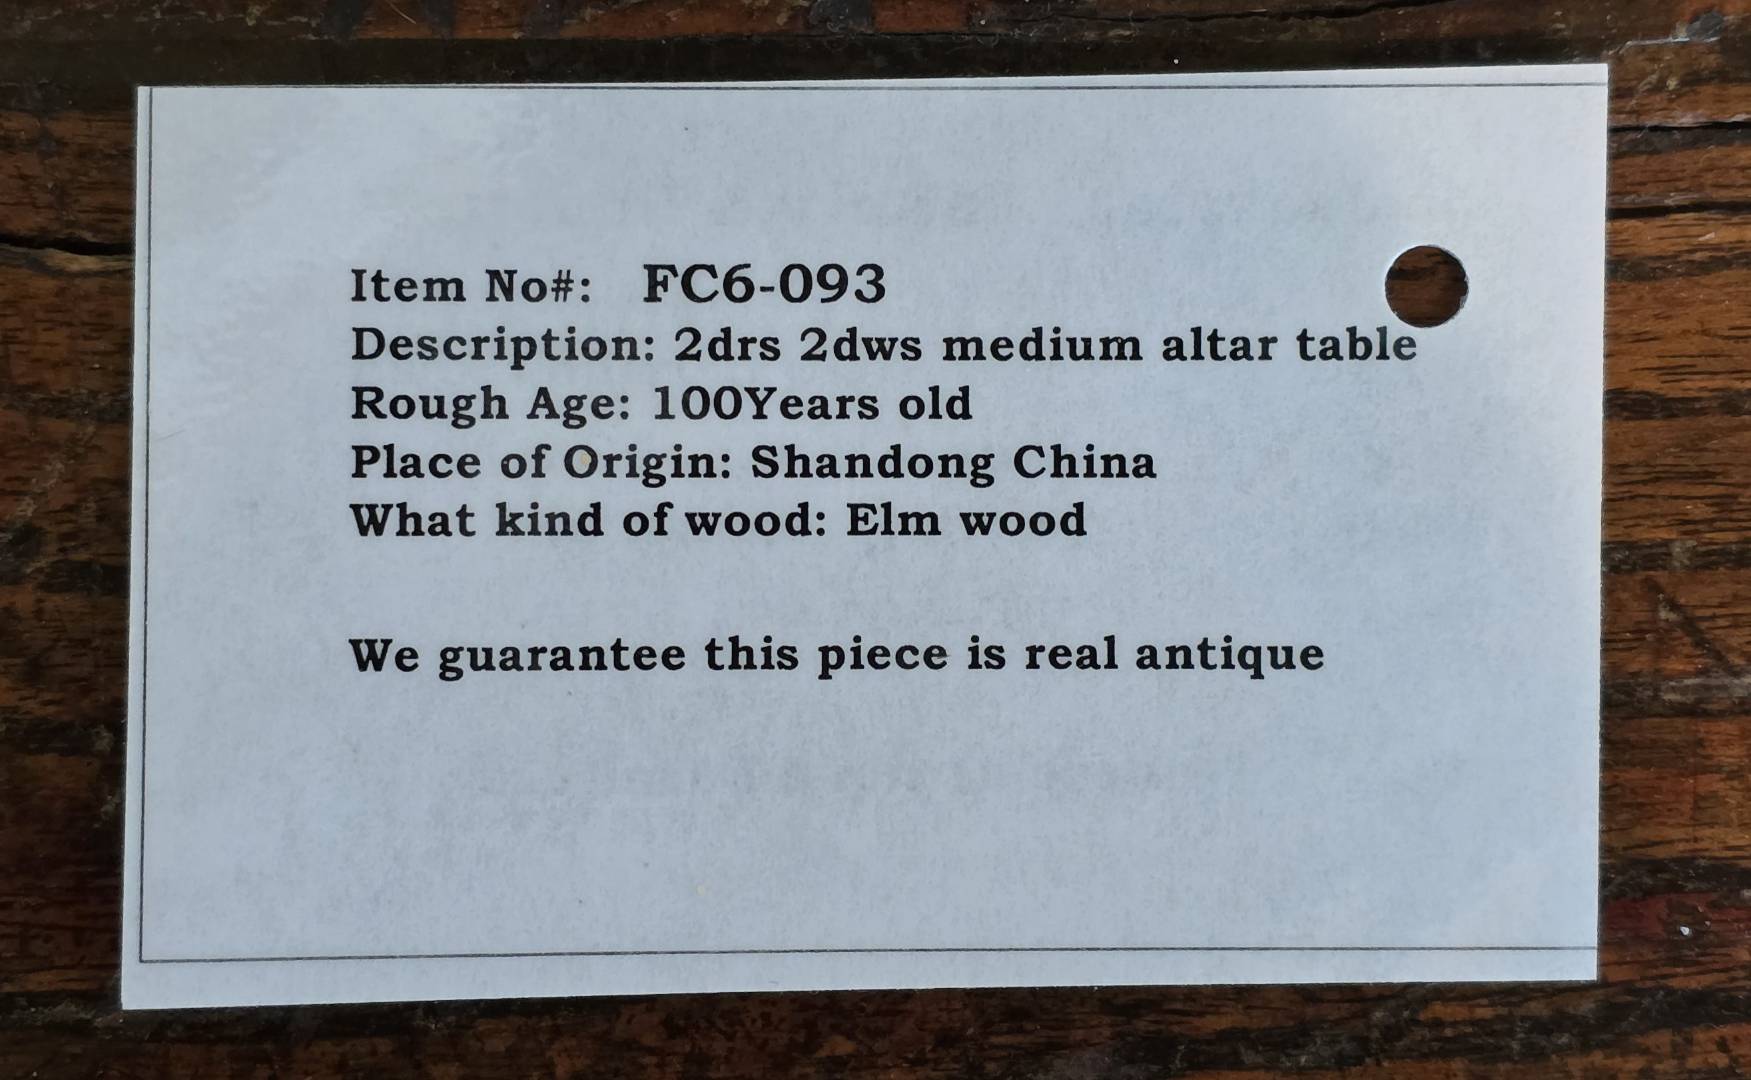 Item No#: FC6-093
Description: 2drs 2dws medium altar table
Rough Age: 100Years old
Place of Origin: Shandong China
What kind of wood: Elm wood
We guarantee this piece is real antique